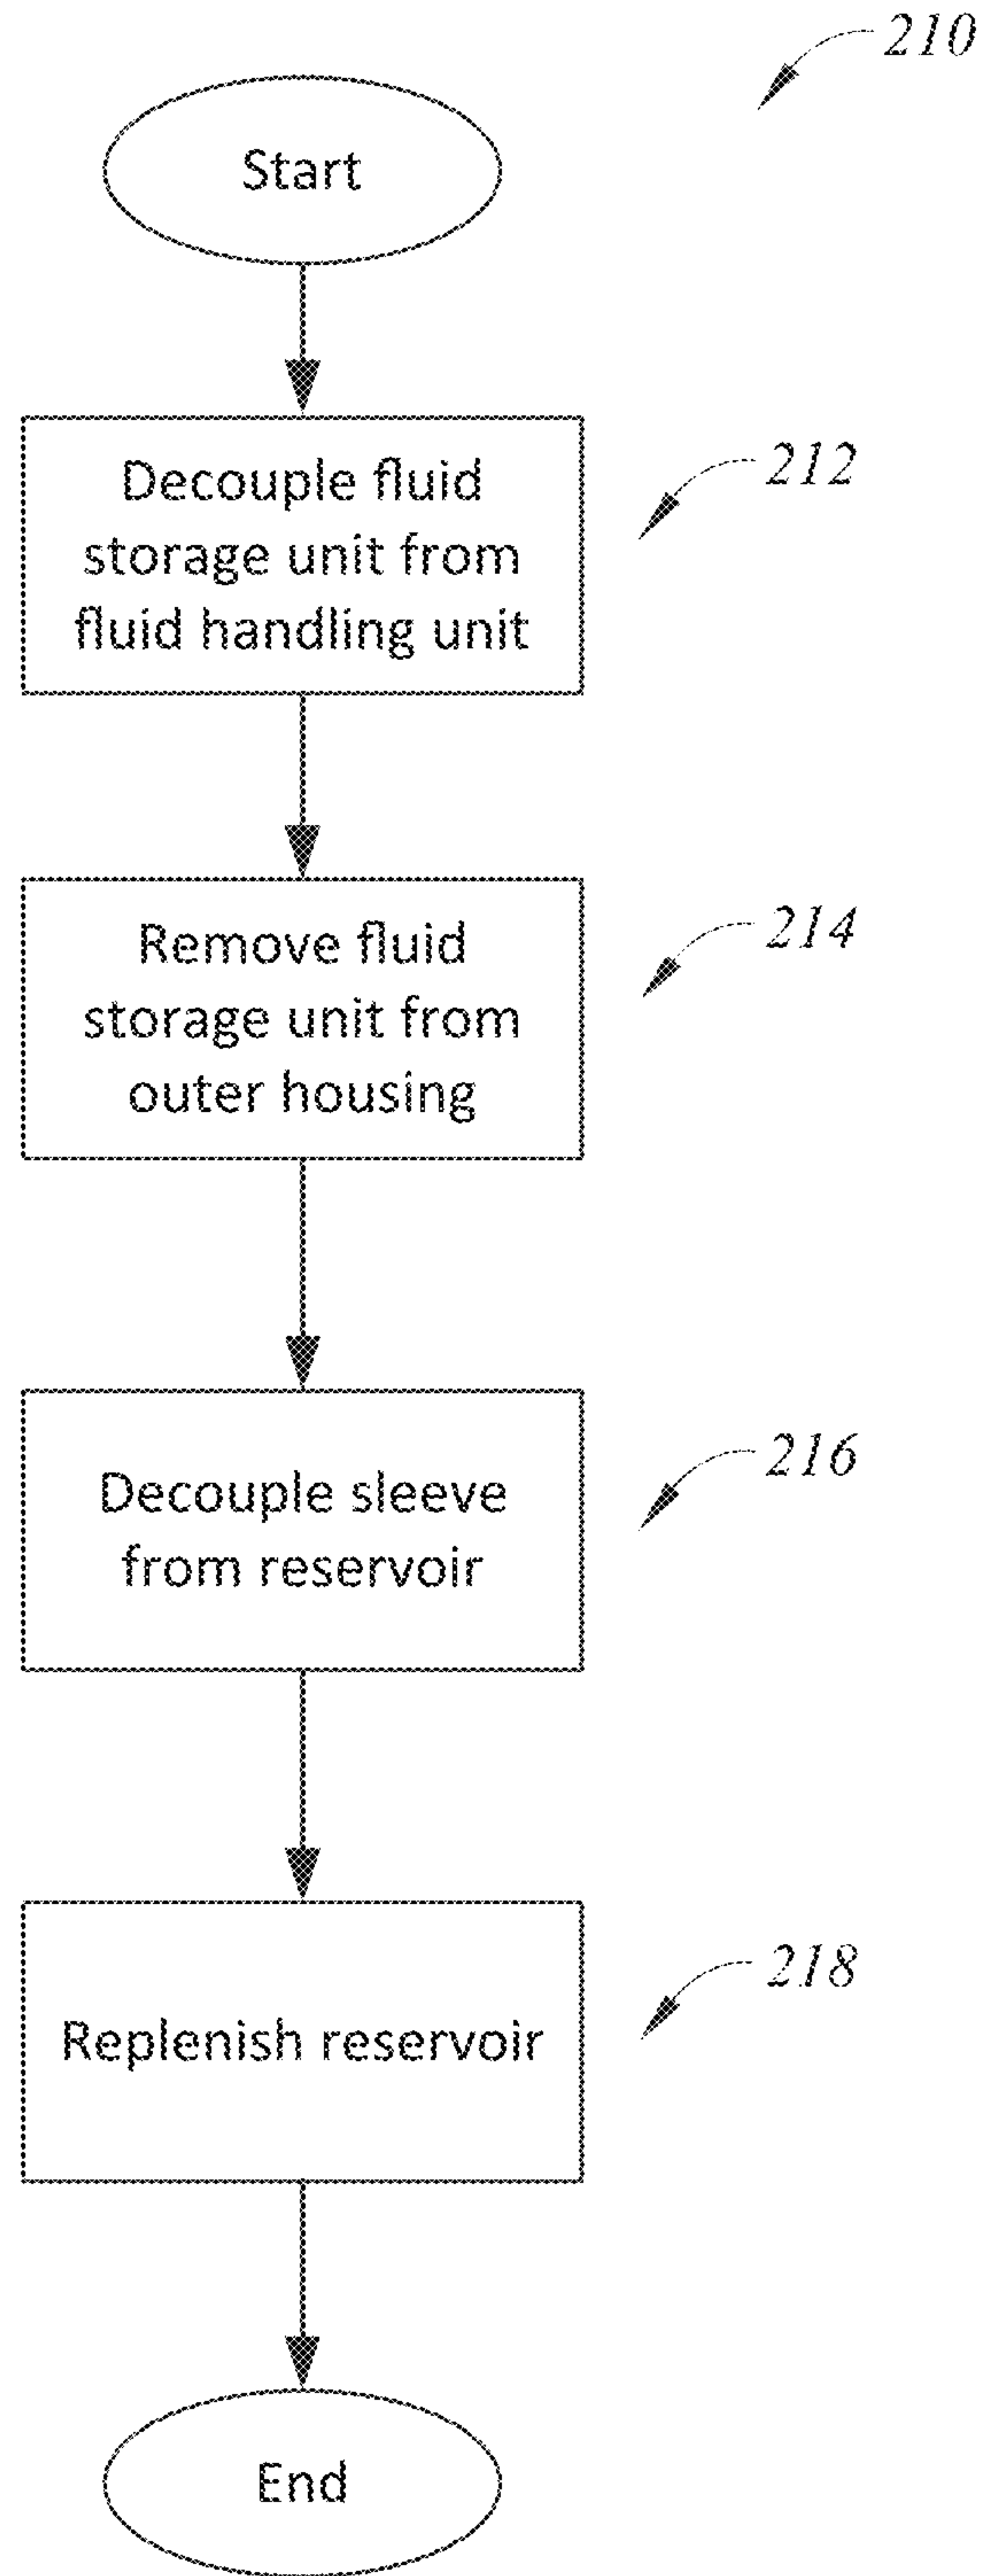 210
Start
Decouple fluid
storage unit from
fluid handling unit
212
Remove fluid
storage unit from
outer housing
214
Decouple sleeve
from reservoir
216
Replenish reservoir
218
End